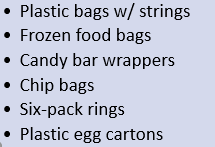 • Plastic bags w/ strings
• Frozen food bags
• Candy bar wrappers
• Chip bags
• Six-pack rings
• Plastic egg cartons